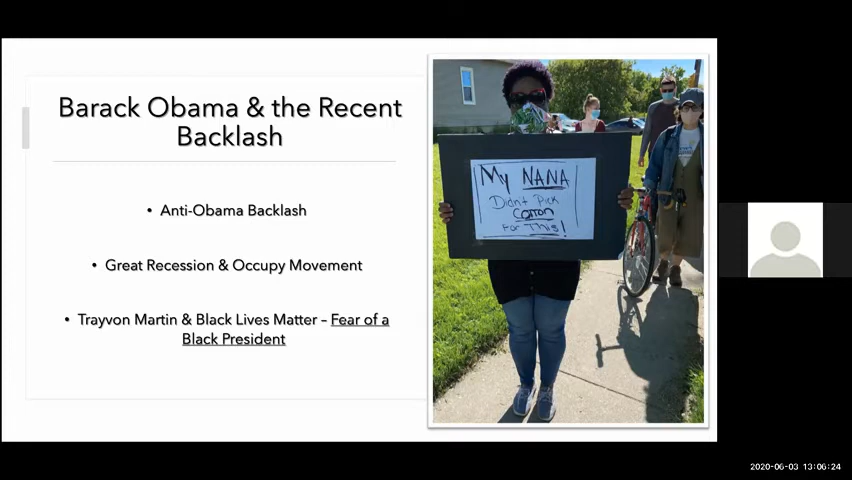 Barack Obama & the Recent
Backlash
• Anti-Obama Backlash
• Great Recession & Occupy Movement
• Trayvon Martin & Black Lives Matter – Fear of a
Black President
My NANA
Didn't Pick
Cotton
For This!
2020-06-03 13:06:24